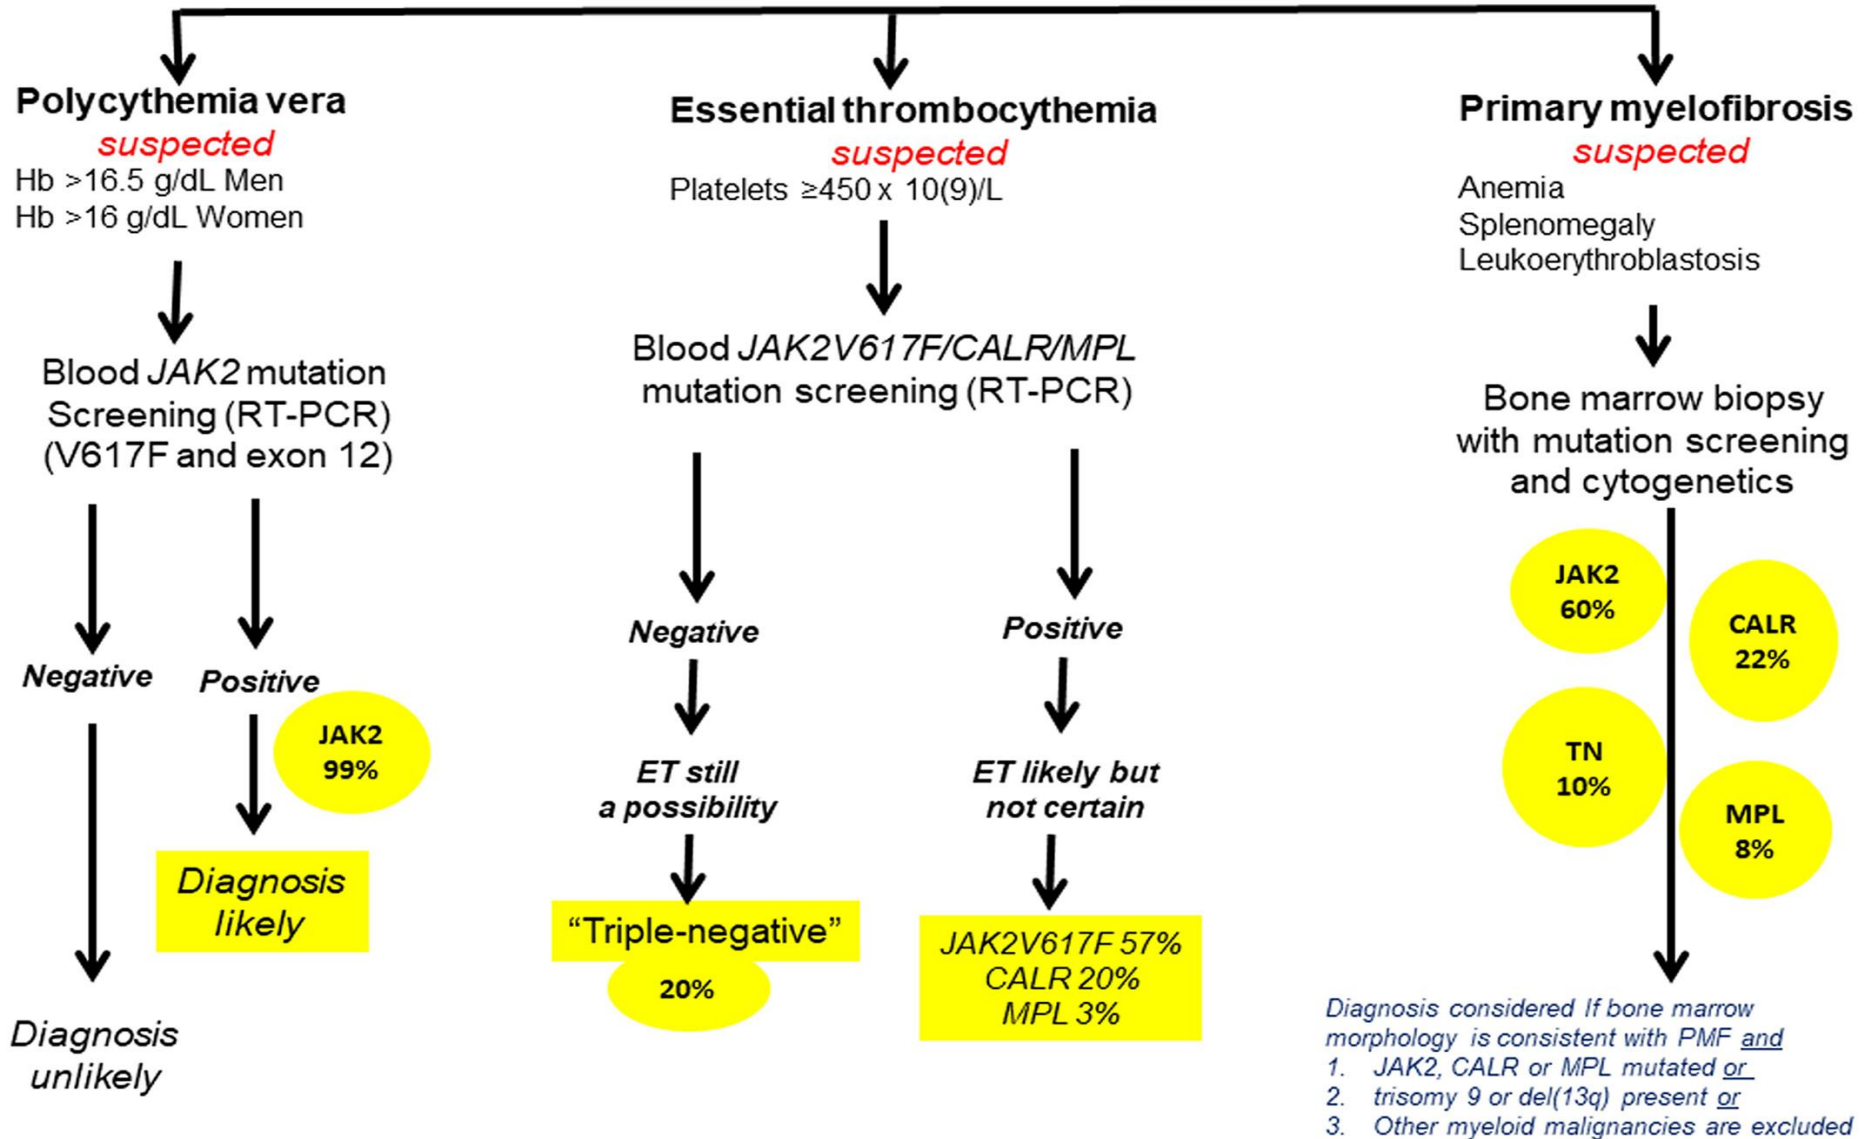 Polycythemia vera
suspected
Hb >16.5 g/dL Men
Hb >16 g/dL Women
Blood JAK2 mutation
Screening (RT-PCR)
(V617F and exon 12)
Negative
Positive
JAK2
99%
Diagnosis
likely
Diagnosis
unlikely
Essential thrombocythemia
suspected
Platelets ≥450 x 10(9)/L
Blood JAK2V617F/CALR/MPL
mutation screening (RT-PCR)
Negative
Positive
ET still
a possibility
ET likely but
not certain
“Triple-negative”
20%
JAK2V617F 57%
CALR 20%
MPL 3%
Primary myelofibrosis
suspected
Anemia
Splenomegaly
Leukoerythroblastosis
Bone marrow biopsy
with mutation screening
and cytogenetics
JAK2
60%
CALR
22%
TN
10%
MPL
8%
Diagnosis considered If bone marrow
morphology is consistent with PMF and
1. JAK2, CALR or MPL mutated or
2. trisomy 9 or del(13q) present or
3. Other myeloid malignancies are excluded